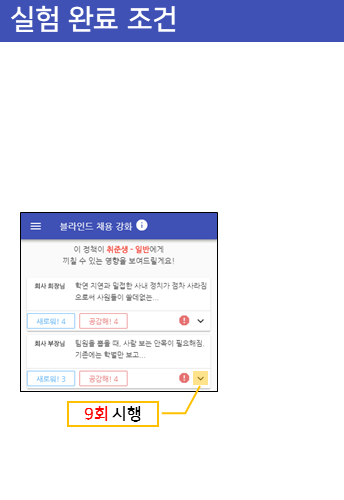 실험 완료 조건
블라인드 채용 강화
이 정책이 취준생 - 일반에게
끼칠 수 있는 영향을 보여드릴게요!
회사 회장님
학연 지연과 밀접한 사내 정치가 점차 사라짐
으로써 사원들이 쓸데없는...
새로워! 4
공감해! 4
회사 부장님
팀원을 뽑을 때, 사람 보는 안목이 필요해짐.
기존에는 학벌만 보고...
새로워! 3
공감해! 4
9회 시행